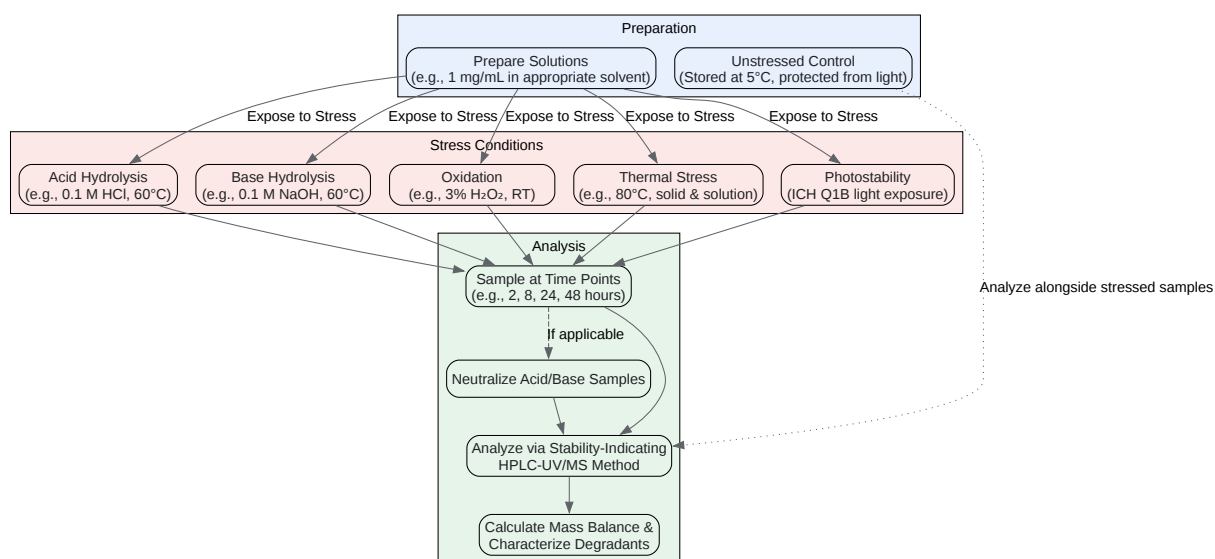 Preparation
Prepare Solutions
(e.g., 1 mg/mL in appropriate solvent)
Unstressed Control
(Stored at 5°C, protected from light)
Expose to Stress
Expose to Stress
Expose to Stress
Expose to Stress
Expose to Stress
Stress Conditions
Acid Hydrolysis
(e.g., 0.1 M HCl, 60°C)
Base Hydrolysis
(e.g., 0.1 M NaOH, 60°C)
Oxidation
(e.g., 3% H₂O₂, RT)
Thermal Stress
(e.g., 80°C, solid & solution)
Photostability
(ICH Q1B light exposure)
Analysis
Sample at Time Points
(e.g., 2, 8, 24, 48 hours)
Analyze alongside stressed samples
If applicable
Neutralize Acid/Base Samples
Analyze via Stability-Indicating
HPLC-UV/MS Method
Calculate Mass Balance &
Characterize Degradants